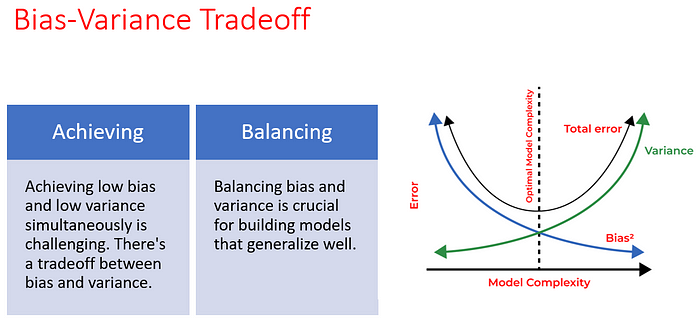 Bias-Variance Tradeoff
Achieving
Achieving low bias
and low variance
simultaneously is
challenging. There's
a tradeoff between
bias and variance.
Balancing
Balancing bias and
variance is crucial
for building models
that generalize well.
Error
Optimal Model Complexity
Total error
Variance
Bias²
Model Complexity